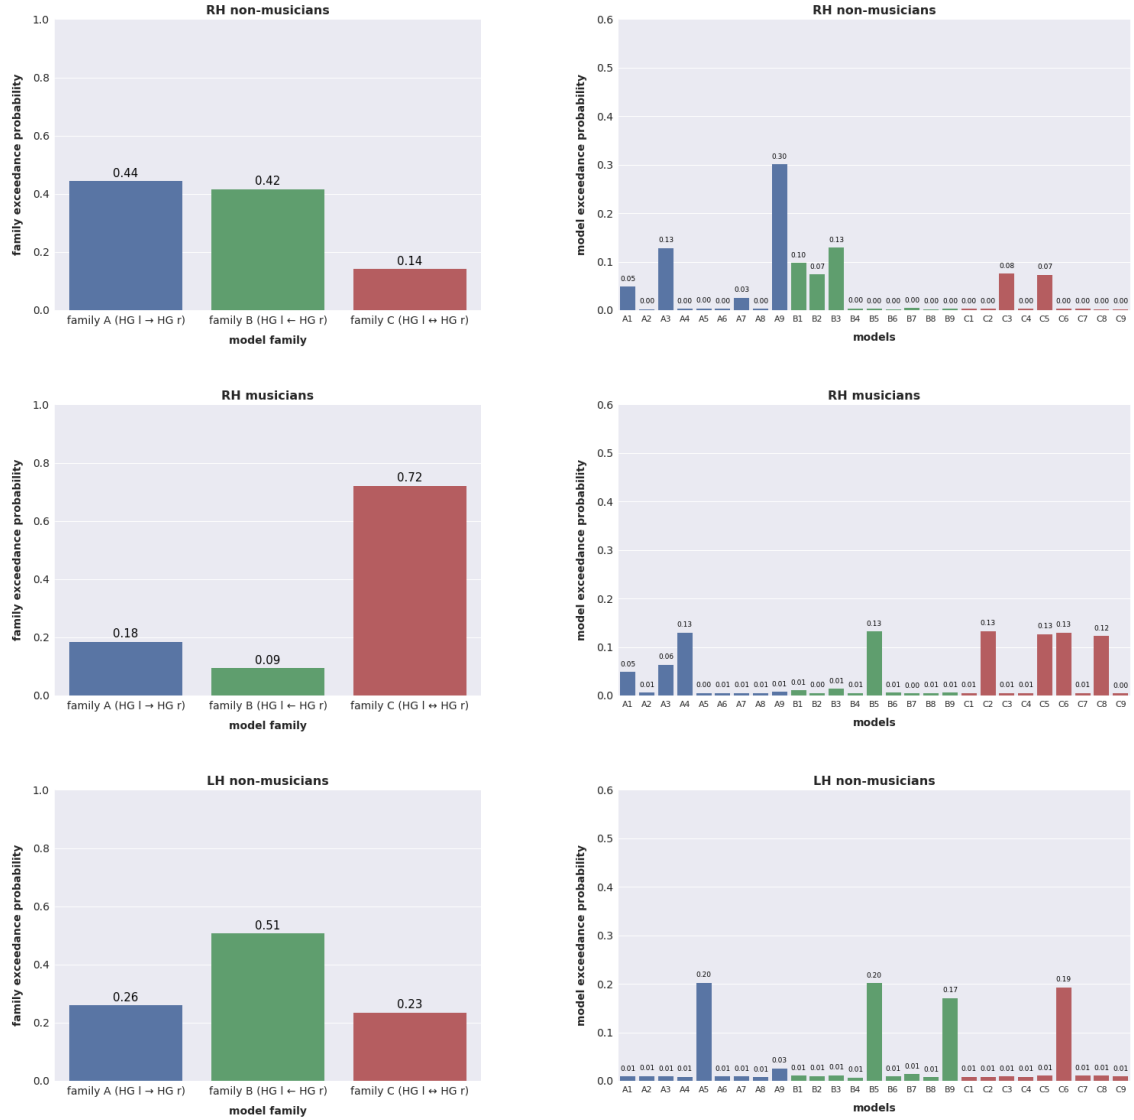 RH non-musicians
1.0
0.8
0.6
0.4
0.2
0.0
family exceedance probability
0.44
0.42
0.14
family A (HG l → HG r) family B (HG l ← HG r) family C (HG l ↔ HG r)
model family
RH non-musicians
0.6
0.5
0.4
0.3
0.2
0.1
0.0
model exceedance probability
0.05 0.00 0.13 0.00 0.00 0.00 0.03 0.00 0.30 0.10 0.07 0.13 0.00 0.00 0.00 0.00 0.00 0.00 0.00 0.00 0.08 0.00 0.07 0.00 0.00 0.00 0.00
A1 A2 A3 A4 A5 A6 A7 A8 A9 B1 B2 B3 B4 B5 B6 B7 B8 B9 C1 C2 C3 C4 C5 C6 C7 C8 C9
models
RH musicians
1.0
0.8
0.6
0.4
0.2
0.0
family exceedance probability
0.18
0.09
0.72
family A (HG l → HG r) family B (HG l ← HG r) family C (HG l ↔ HG r)
model family
RH musicians
0.6
0.5
0.4
0.3
0.2
0.1
0.0
model exceedance probability
0.05 0.01 0.06 0.13 0.00 0.01 0.01 0.01 0.01 0.01 0.00 0.01 0.01 0.13 0.01 0.00 0.01 0.01 0.01 0.13 0.01 0.01 0.13 0.13 0.01 0.12 0.00
A1 A2 A3 A4 A5 A6 A7 A8 A9 B1 B2 B3 B4 B5 B6 B7 B8 B9 C1 C2 C3 C4 C5 C6 C7 C8 C9
models
LH non-musicians
1.0
0.8
0.6
0.4
0.2
0.0
family exceedance probability
0.26
0.51
0.23
family A (HG l → HG r) family B (HG l ← HG r) family C (HG l ↔ HG r)
model family
LH non-musicians
0.6
0.5
0.4
0.3
0.2
0.1
0.0
model exceedance probability
0.01 0.01 0.01 0.01 0.20 0.01 0.01 0.01 0.03 0.01 0.01 0.01 0.01 0.20 0.01 0.01 0.01 0.17 0.01 0.01 0.01 0.01 0.01 0.19 0.01 0.01 0.01
A1 A2 A3 A4 A5 A6 A7 A8 A9 B1 B2 B3 B4 B5 B6 B7 B8 B9 C1 C2 C3 C4 C5 C6 C7 C8 C9
models